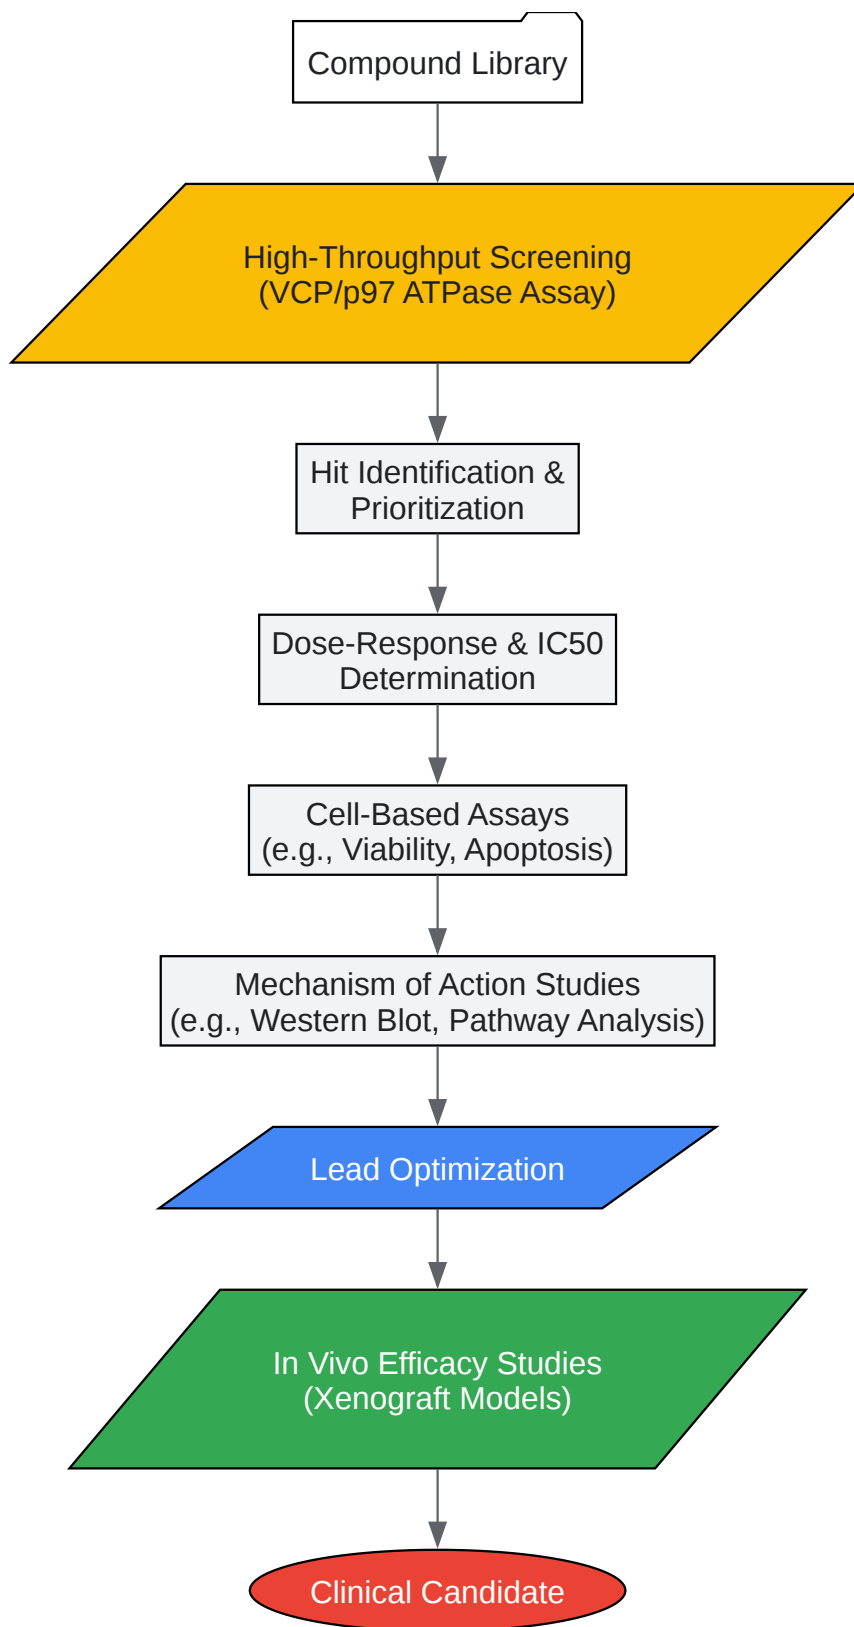 Compound Library
High-Throughput Screening
(VCP/p97 ATPase Assay)
Hit Identification &
Prioritization
Dose-Response & IC50
Determination
Cell-Based Assays
(e.g., Viability, Apoptosis)
Mechanism of Action Studies
(e.g., Western Blot, Pathway Analysis)
Lead Optimization
In Vivo Efficacy Studies
(Xenograft Models)
Clinical Candidate